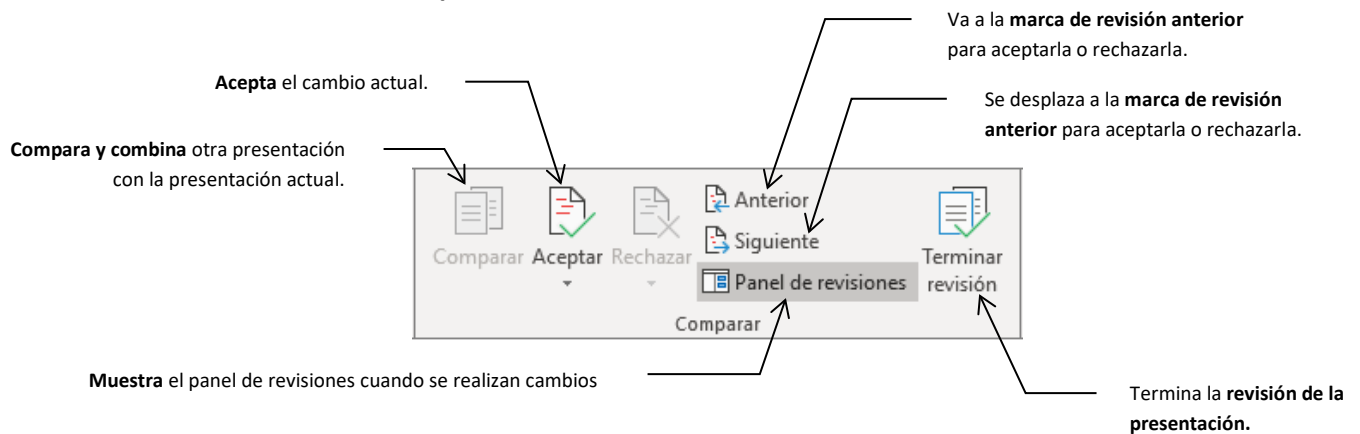 Va a la marca de revisión anterior
para aceptarla o rechazarla.
Acepta el cambio actual.
Se desplaza a la marca de revisión
anterior para aceptarla o rechazarla.
Compara y combina otra presentación
con la presentación actual.
Comparar
Aceptar
Rechazar
Anterior
Siguiente
Panel de revisiones
Terminar
revisión
Comparar
Muestra el panel de revisiones cuando se realizan cambios
Termina la revisión de la
presentación.